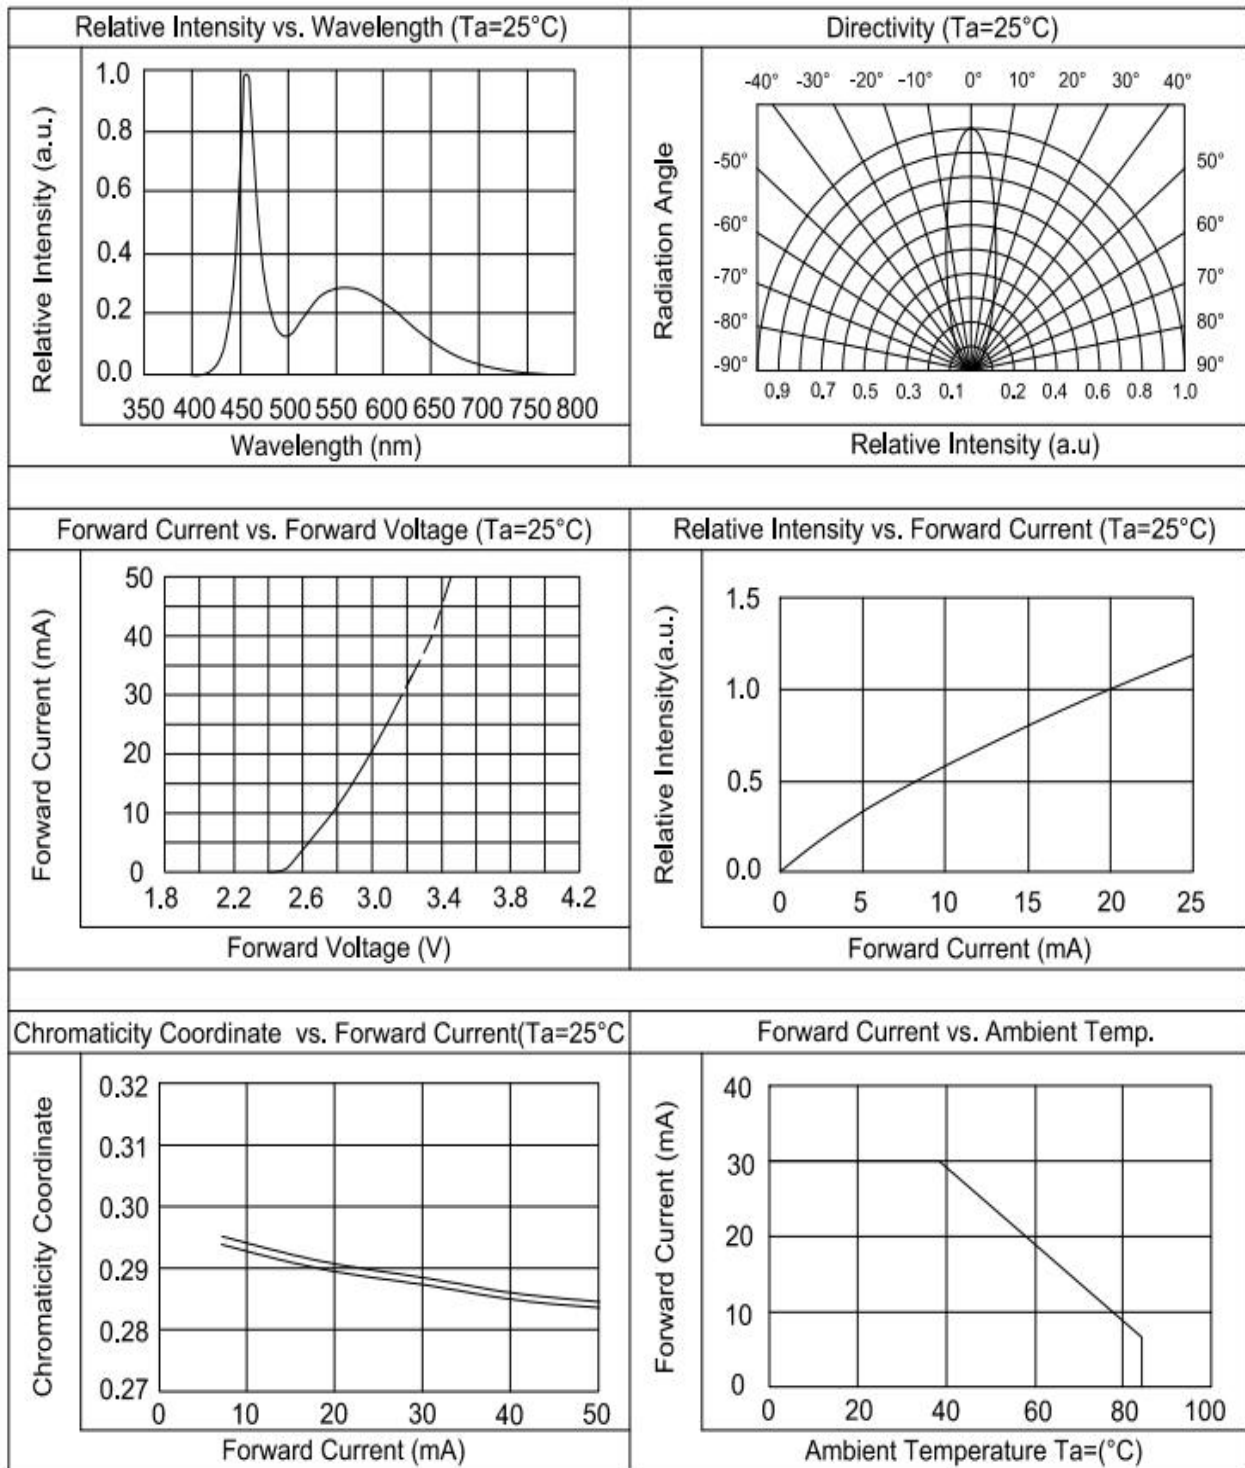 Relative Intensity vs. Wavelength (Ta=25°C)
Relative Intensity (a.u.)
1.0
0.8
0.6
0.4
0.2
0.0
350 400 450 500 550 600 650 700 750 800
Wavelength (nm)
Directivity (Ta=25°C)
Radiation Angle
-40° -30° -20° -10° 0° 10° 20° 30° 40°
-50° 50°
-60° 60°
-70° 70°
-80° 80°
-90° 90°
0.9 0.7 0.5 0.3 0.1 0.2 0.4 0.6 0.8 1.0
Relative Intensity (a.u)
Forward Current vs. Forward Voltage (Ta=25°C)
Forward Current (mA)
50
40
30
20
10
0
1.8 2.2 2.6 3.0 3.4 3.8 4.2
Forward Voltage (V)
Relative Intensity vs. Forward Current (Ta=25°C)
Relative Intensity(a.u.)
1.5
1.0
0.5
0.0
0 5 10 15 20 25
Forward Current (mA)
Chromaticity Coordinate vs. Forward Current(Ta=25°C
Chromaticity Coordinate
0.32
0.31
0.30
0.29
0.28
0.27
0 10 20 30 40 50
Forward Current (mA)
Forward Current vs. Ambient Temp.
Forward Current (mA)
40
30
20
10
0
0 20 40 60 80 100
Ambient Temperature Ta=(°C)